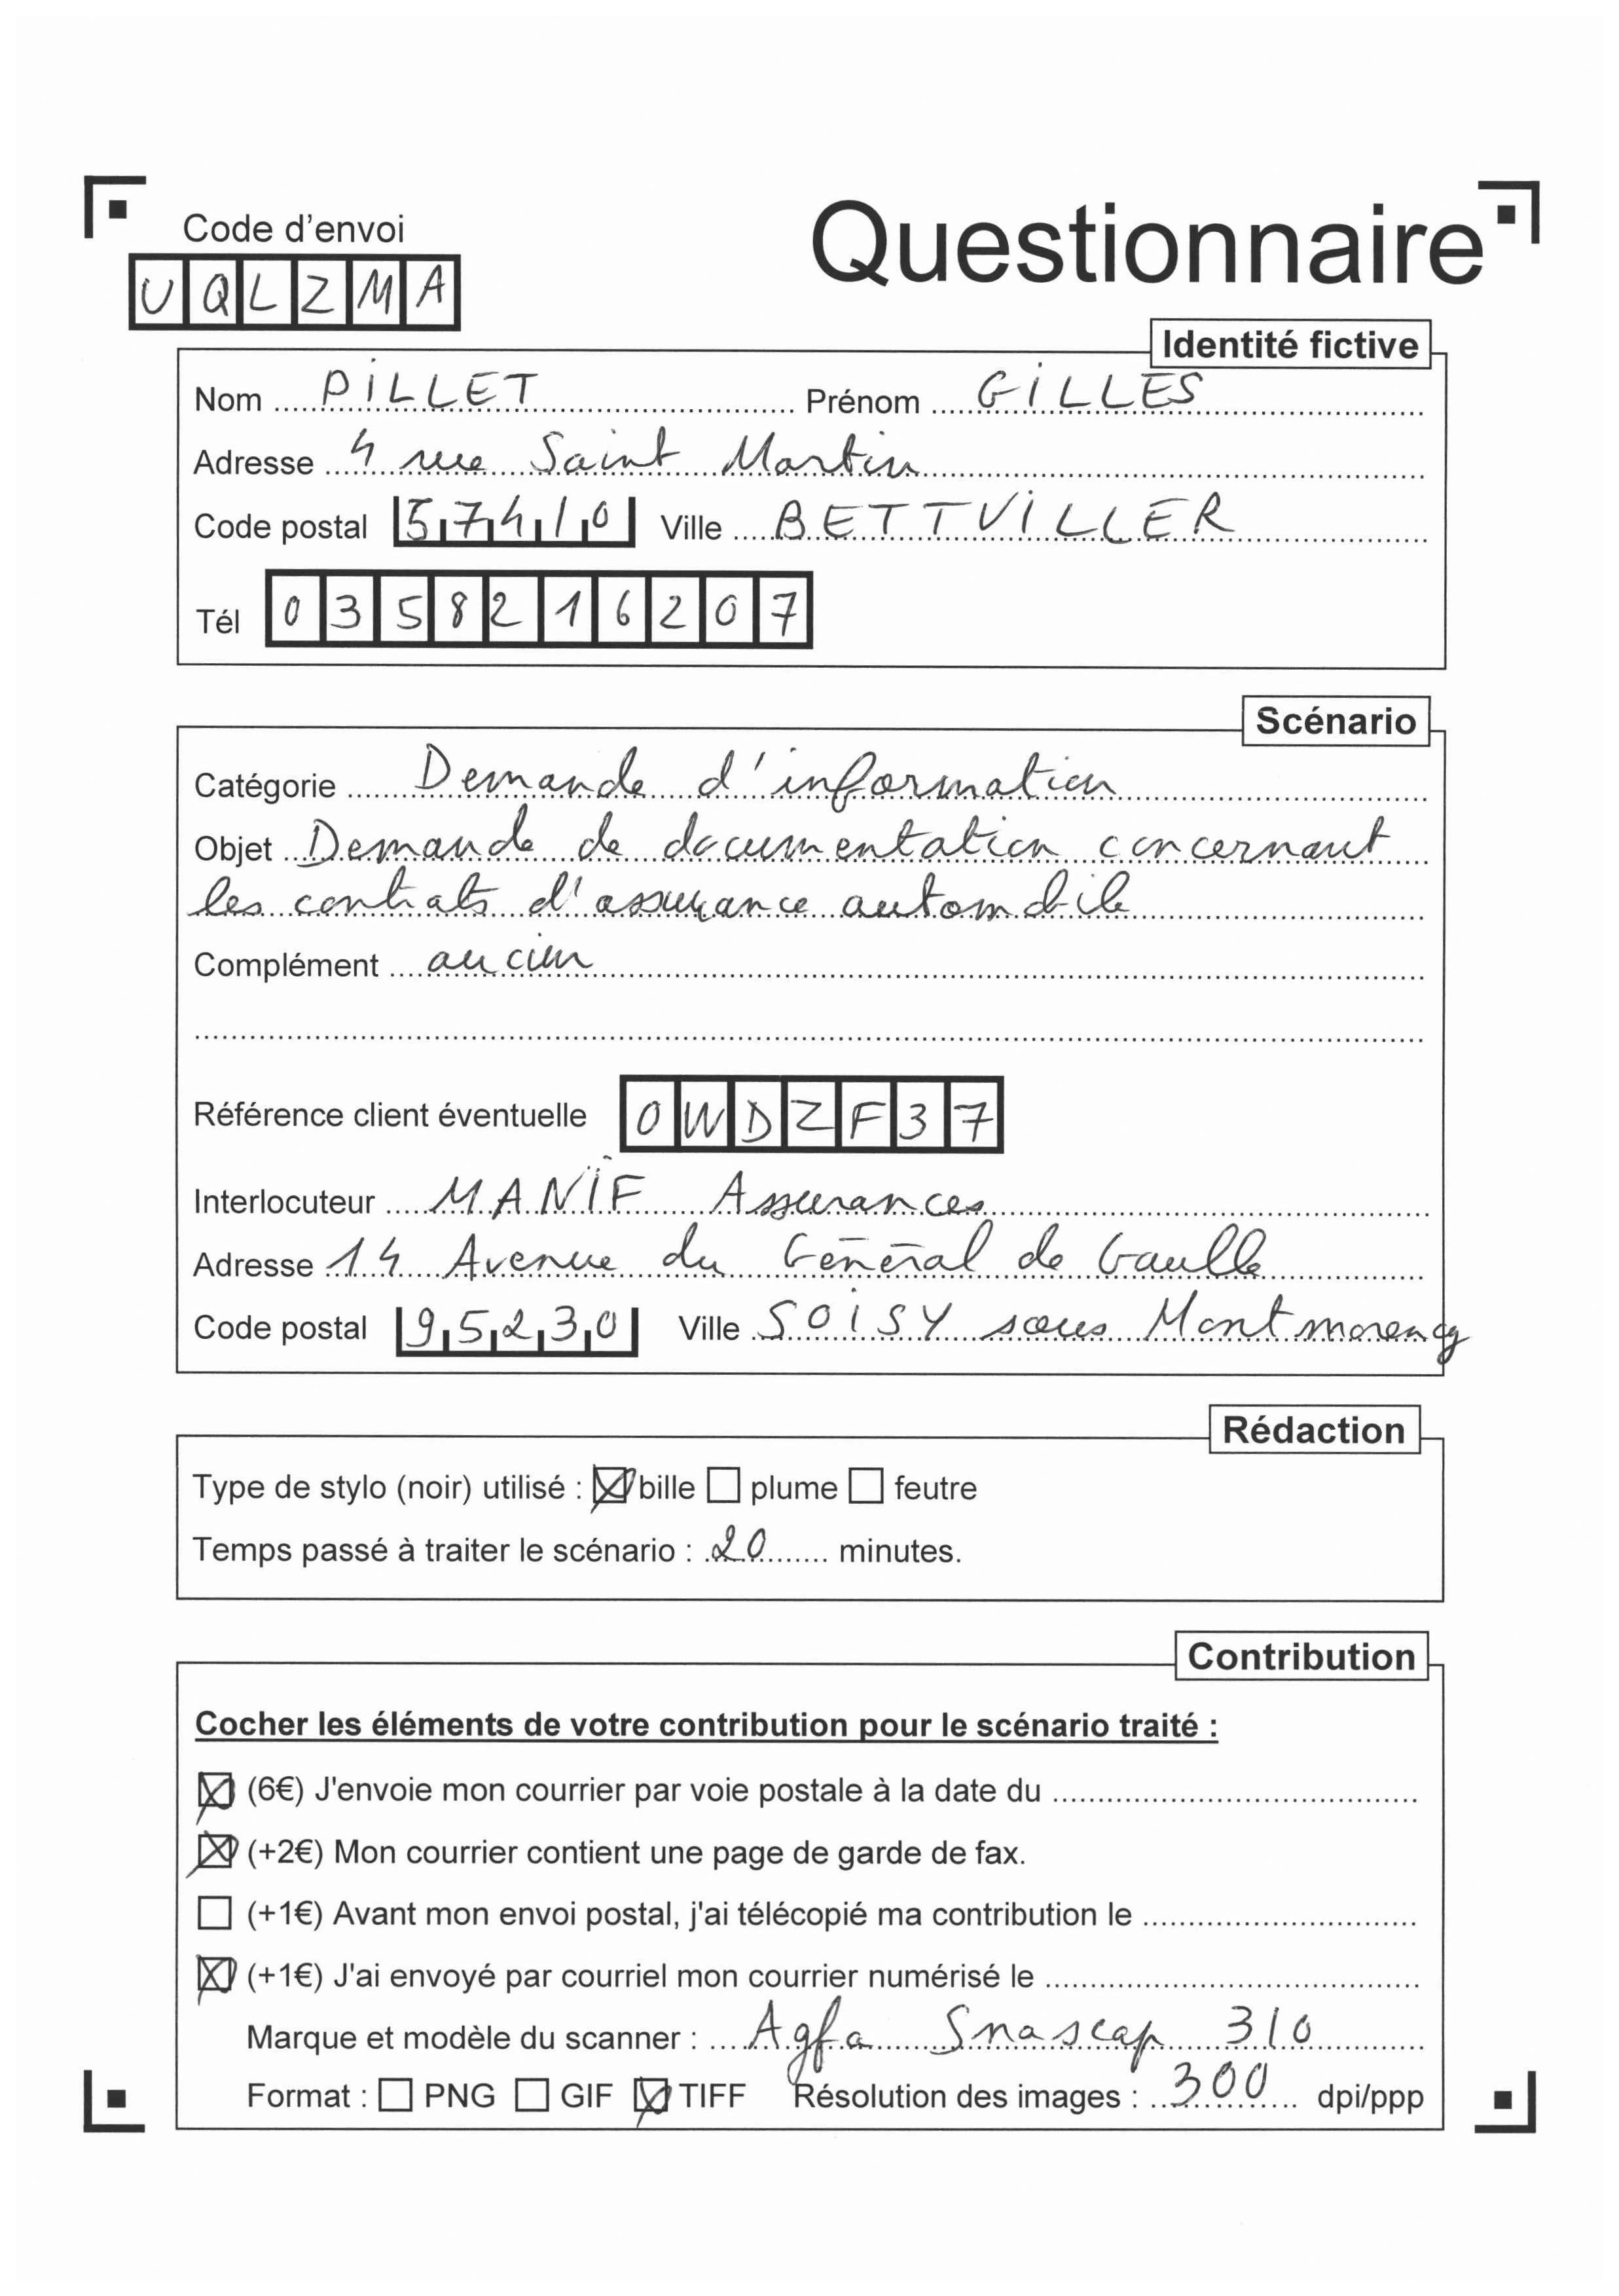 Code d'envoi
Questionnaire
UQLZMA
Identité fictive
Nom PILLET Prénom GILLES
Adresse 4 rue Saint Martin
Code postal 57410 Ville BETTVILLER
Tél 0358216207
Scénario
Catégorie Demande d'information
Objet Demande de documentation concernant
les contrats d'assurance automobile
Complément aucun
Référence client éventuelle OWDZF37
Interlocuteur MANIF Assurances
Adresse 14 Avenue du Général de Gaulle
Code postal 95230 Ville SOISY sous Montmorency
Rédaction
Type de stylo (noir) utilisé : ☒ bille ☐ plume ☐ feutre
Temps passé à traiter le scénario : 20 minutes.
Contribution
Cocher les éléments de votre contribution pour le scénario traité :
☒ (6€) J'envoie mon courrier par voie postale à la date du
☒ (+2€) Mon courrier contient une page de garde de fax.
☐ (+1€) Avant mon envoi postal, j'ai télécopié ma contribution le
☒ (+1€) J'ai envoyé par courriel mon courrier numérisé le
Marque et modèle du scanner : Agfa Snascap 310
Format : ☐ PNG ☐ GIF ☒ TIFF Résolution des images : 300 dpi/ppp